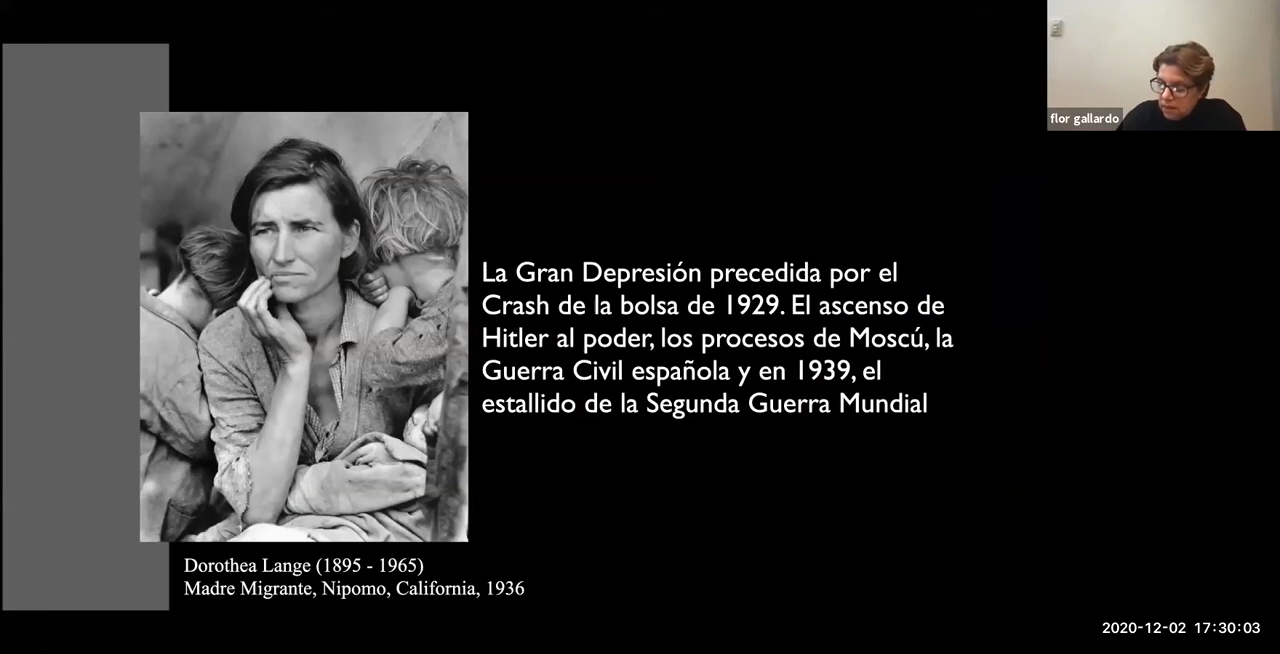 flor gallardo
La Gran Depresión precedida por el
Crash de la bolsa de 1929. El ascenso de
Hitler al poder, los procesos de Moscú, la
Guerra Civil española y en 1939, el
estallido de la Segunda Guerra Mundial
Dorothea Lange (1895 - 1965)
Madre Migrante, Nipomo, California, 1936
2020-12-02 17:30:03